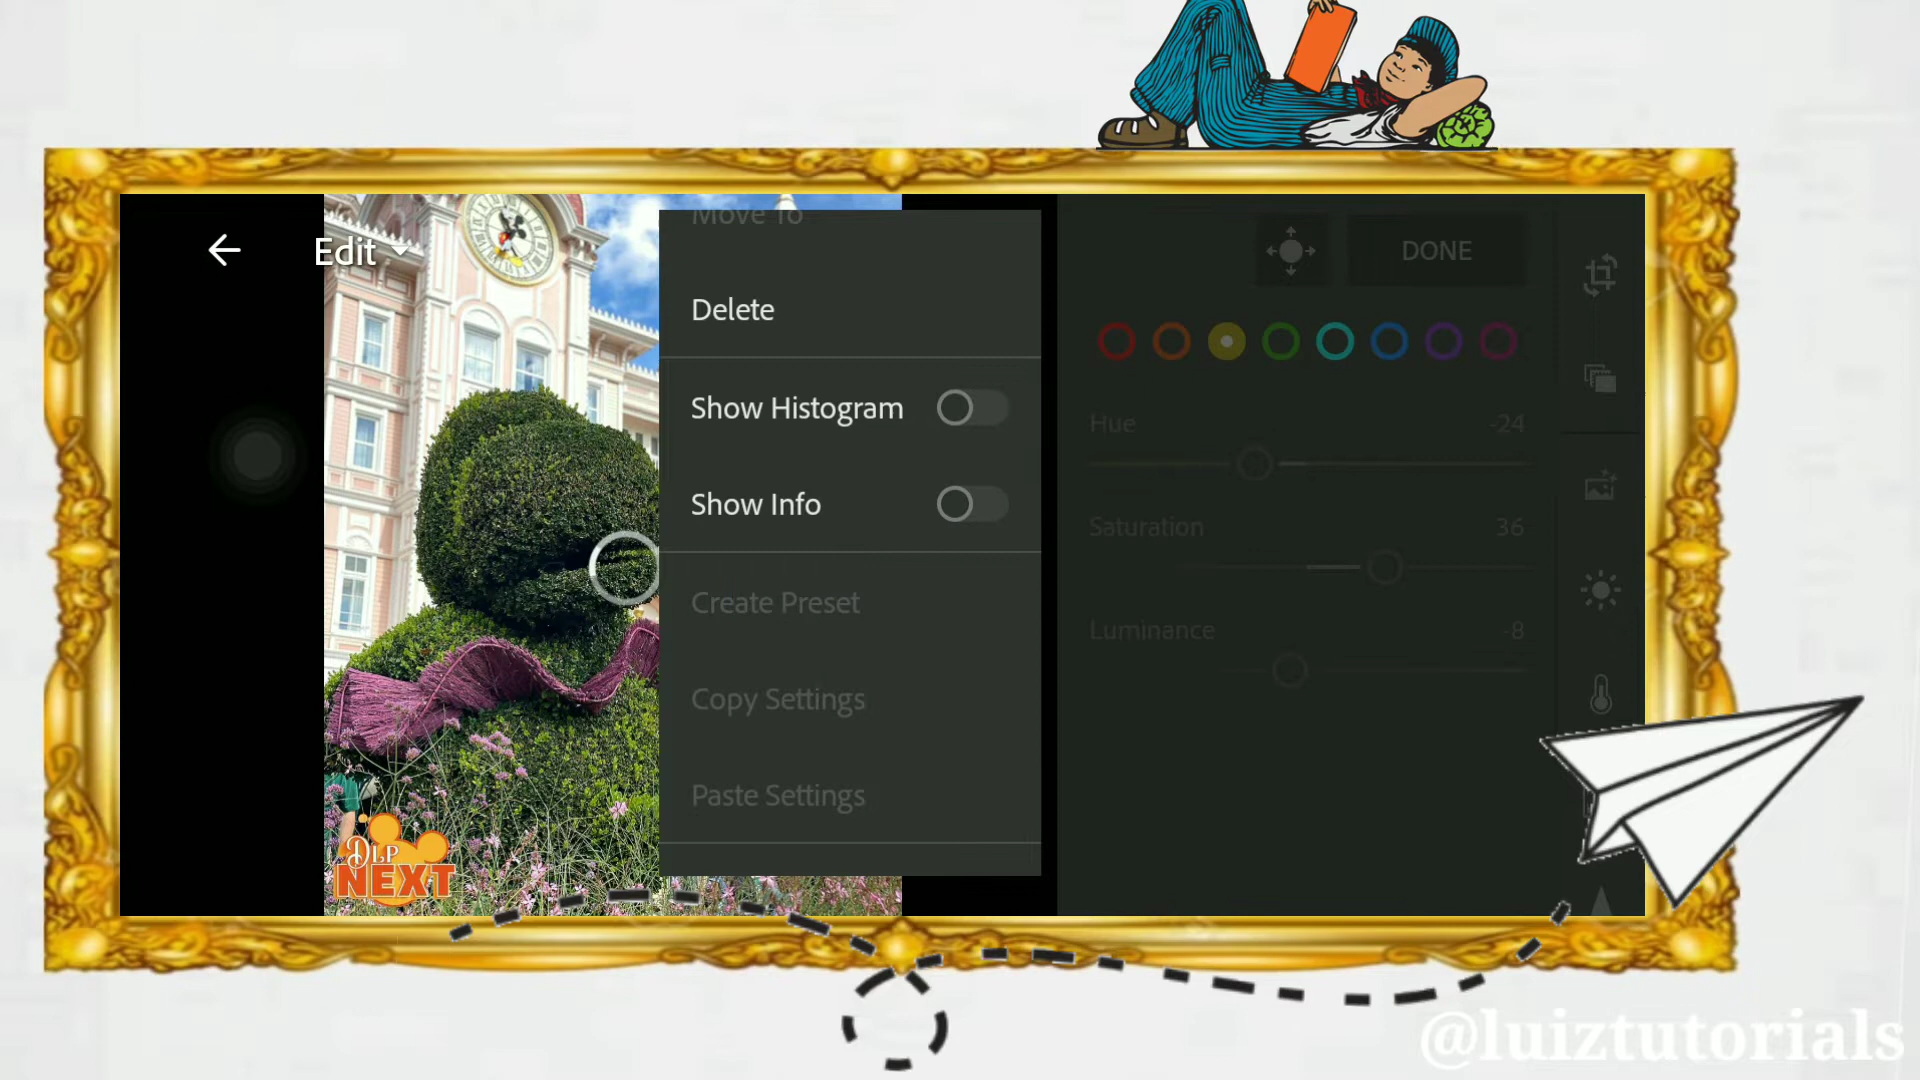 Move To
Edit
DONE
Delete
Show Histogram
Hue -24
Show Info
Saturation 36
Create Preset
Luminance -8
Copy Settings
Paste Settings
DLP
NEXT
@luiztutorials